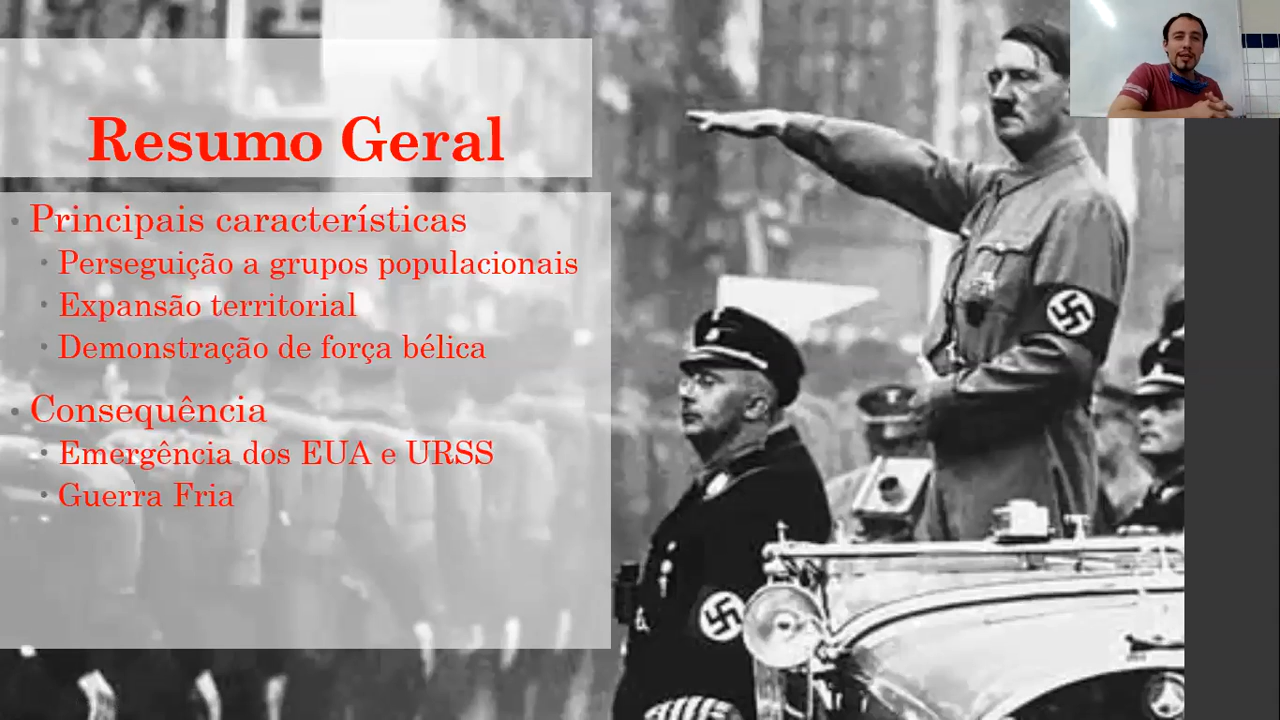 Resumo Geral
Principais características
Perseguição a grupos populacionais
Expansão territorial
Demonstração de força bélica
Consequência
Emergência dos EUA e URSS
Guerra Fria